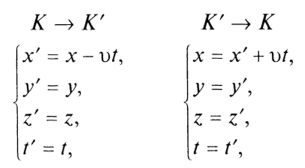 K → K′ K′ → K
x′ = x − υt, x = x′ + υt,
y′ = y, y = y′,
z′ = z, z = z′,
t′ = t, t = t′,